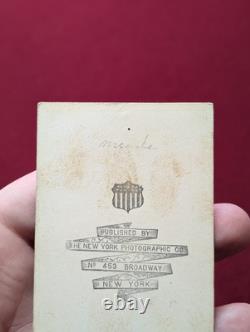 PUBLISHED BY
THE NEW YORK PHOTOGRAPHIC CO.
No 453 BROADWAY
NEW YORK